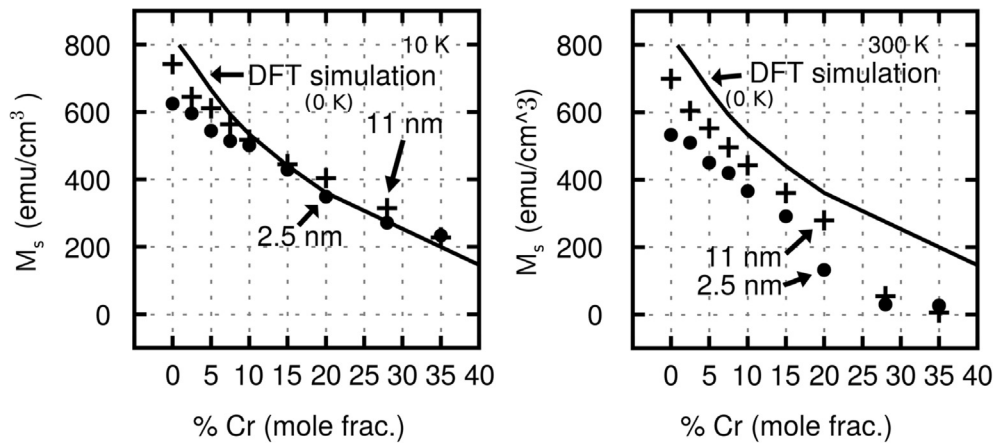 800
600
400
200
0
M_s (emu/cm³ )
10 K
DFT simulation
(0 K)
11 nm
2.5 nm
0 5 10 15 20 25 30 35 40
% Cr (mole frac.)
800
600
400
200
0
M_s (emu/cm^3)
300 K
DFT simulation
(0 K)
11 nm
2.5 nm
0 5 10 15 20 25 30 35 40
% Cr (mole frac.)